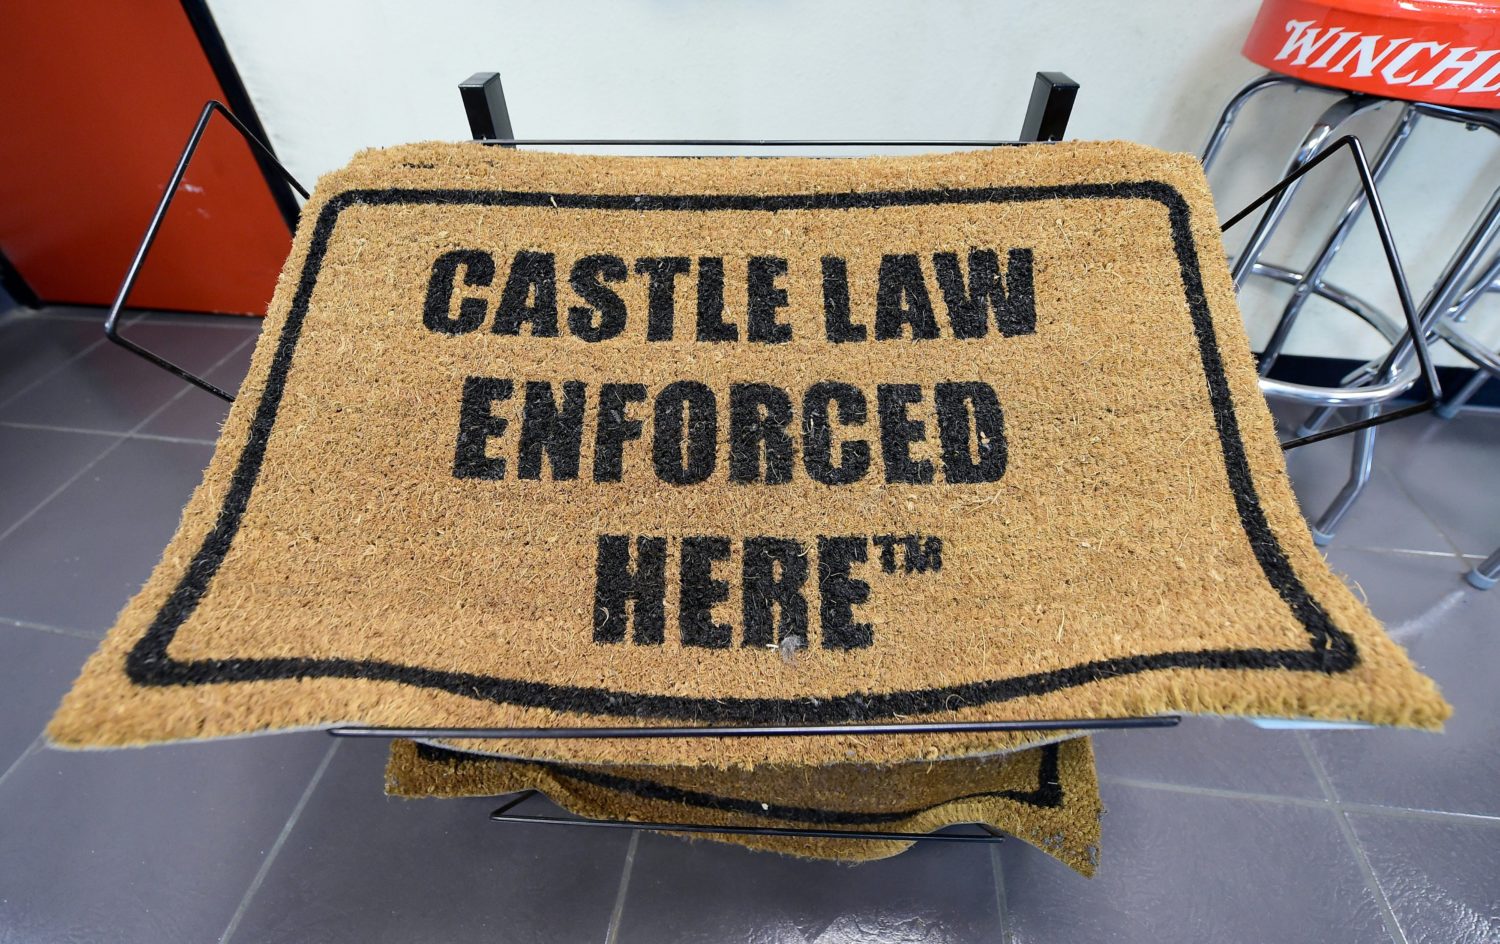 CASTLE LAW
ENFORCED
HERE™